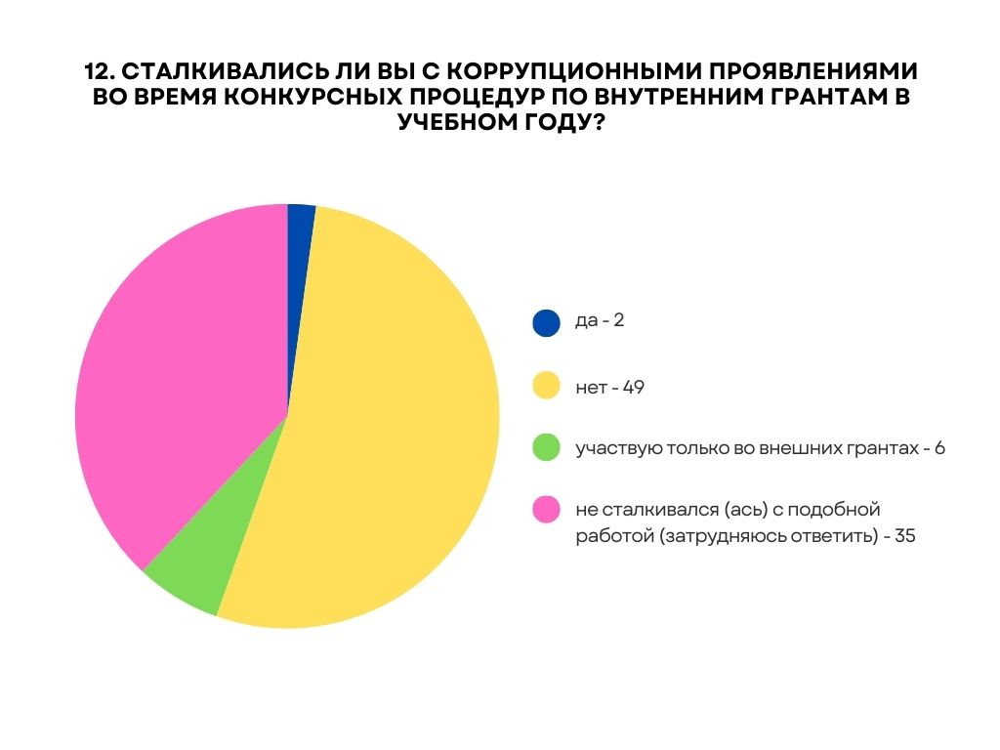 12. СТАЛКИВАЛИСЬ ЛИ ВЫ С КОРРУПЦИОННЫМИ ПРОЯВЛЕНИЯМИ
ВО ВРЕМЯ КОНКУРСНЫХ ПРОЦЕДУР ПО ВНУТРЕННИМ ГРАНТАМ В
УЧЕБНОМ ГОДУ?
да - 2
нет - 49
участвую только во внешних грантах - 6
не сталкивался (ась) с подобной
работой (затрудняюсь ответить) - 35